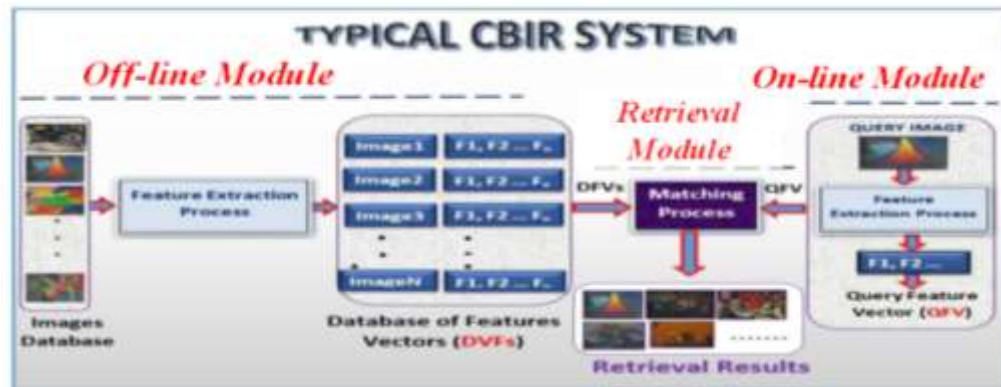 TYPICAL CBIR SYSTEM
Off-line Module
On-line Module
Retrieval
Module
QUERY IMAGE
Image1
F1, F2 ... Fn
Image2
F1, F2 ... Fn
Image3
F1, F2 ... Fn
ImageN
F1, F2 ... Fn
Feature Extraction
Process
DFVs
Matching
Process
QFV
Feature
Extraction Process
F1, F2 ...
Query Feature
Vector (QFV)
Images
Database
Database of Features
Vectors (DVFs)
Retrieval Results